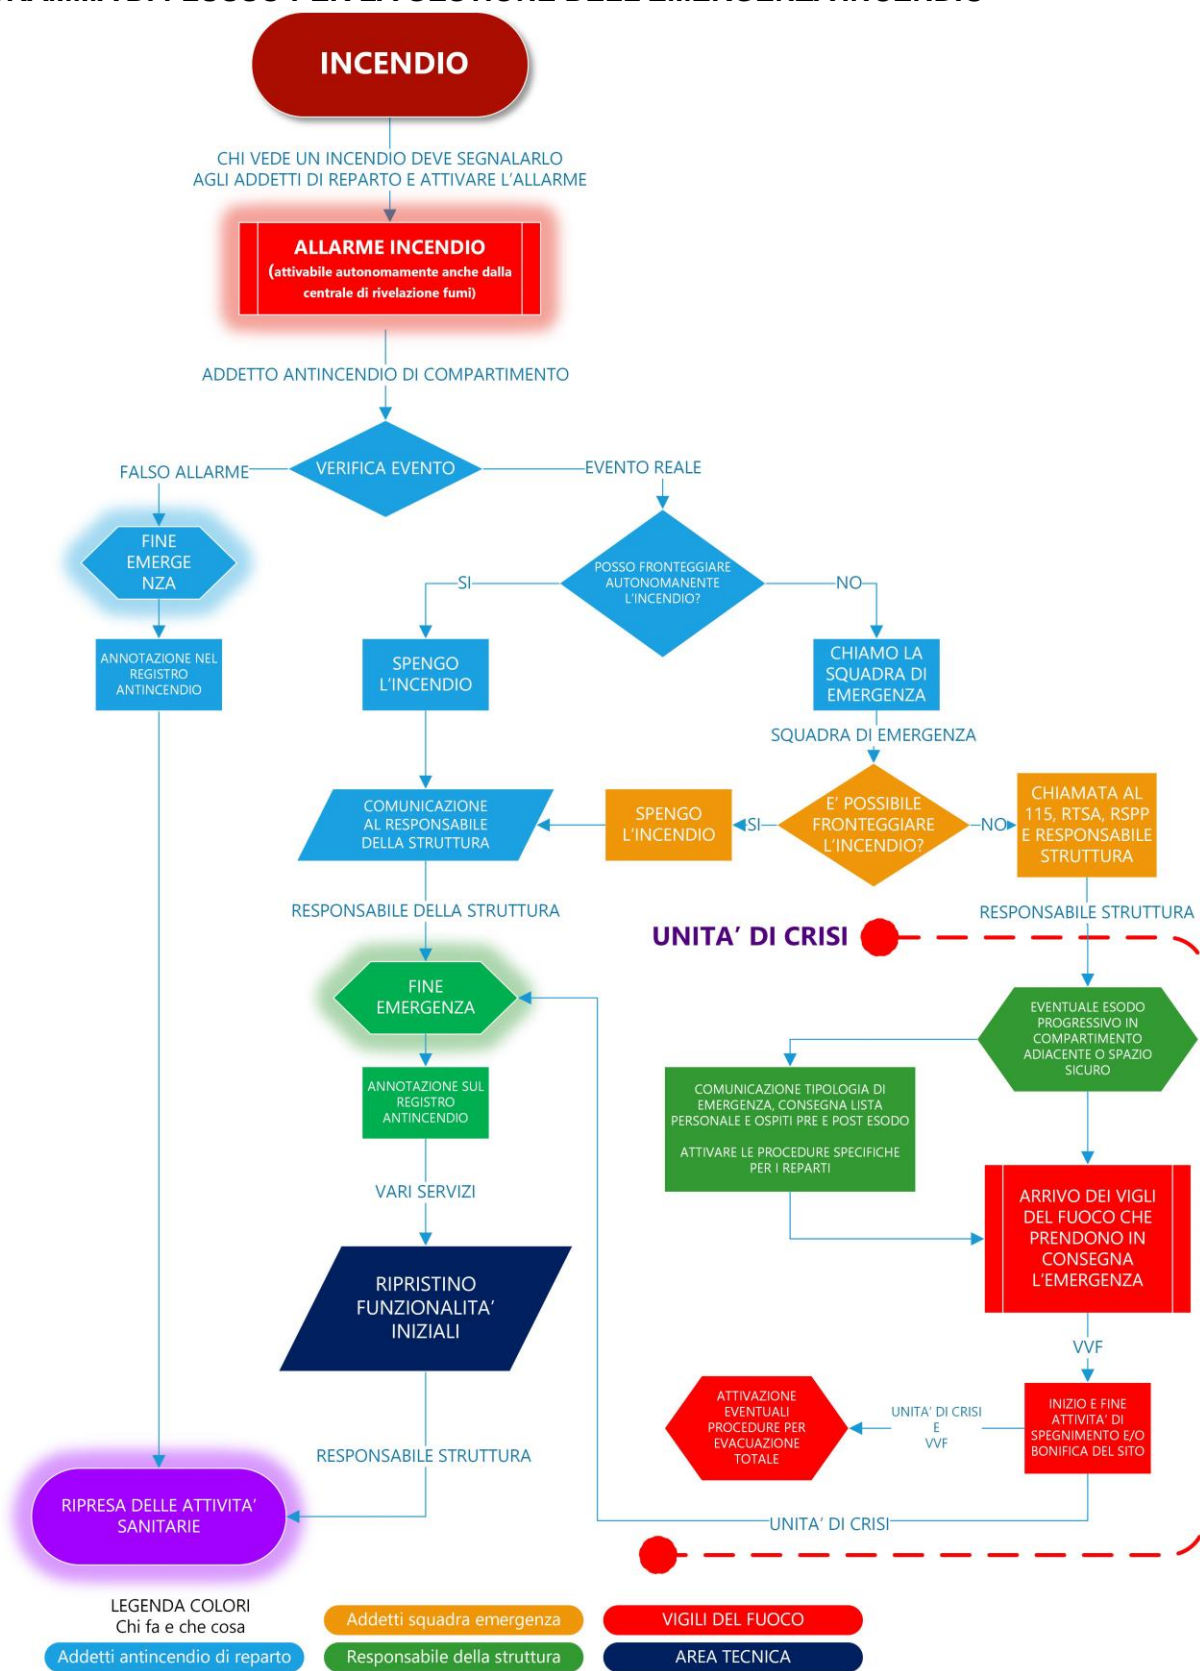 INCENDIO
CHI VEDE UN INCENDIO DEVE SEGNALARLO
AGLI ADDETTI DI REPARTO E ATTIVARE L'ALLARME
ALLARME INCENDIO
(attivabile autonomamente anche dalla
centrale di rivelazione fumi)
ADDETTO ANTINCENDIO DI COMPARTIMENTO
VERIFICA EVENTO
FALSO ALLARME
EVENTO REALE
FINE
EMERGE
NZA
POSSO FRONTEGGIARE
AUTONOMANENTE
L'INCENDIO?
SI
NO
ANNOTAZIONE NEL
REGISTRO
ANTINCENDIO
SPENGO
L'INCENDIO
CHIAMO LA
SQUADRA DI
EMERGENZA
SQUADRA DI EMERGENZA
COMUNICAZIONE
AL RESPONSABILE
DELLA STRUTTURA
SPENGO
L'INCENDIO
SI
E' POSSIBILE
FRONTEGGIARE
L'INCENDIO?
NO
CHIAMATA AL
115, RTSA, RSPP
E RESPONSABILE
STRUTTURA
RESPONSABILE DELLA STRUTTURA
RESPONSABILE STRUTTURA
UNITA' DI CRISI
FINE
EMERGENZA
EVENTUALE ESODO
PROGRESSIVO IN
COMPARTIMENTO
ADIACENTE O SPAZIO
SICURO
ANNOTAZIONE SUL
REGISTRO
ANTINCENDIO
COMUNICAZIONE TIPOLOGIA DI
EMERGENZA, CONSEGNA LISTA
PERSONALE E OSPITI PRE E POST ESODO
ATTIVARE LE PROCEDURE SPECIFICHE
PER I REPARTI
VARI SERVIZI
ARRIVO DEI VIGLI
DEL FUOCO CHE
PRENDONO IN
CONSEGNA
L'EMERGENZA
RIPRISTINO
FUNZIONALITA'
INIZIALI
VVF
ATTIVAZIONE
EVENTUALI
PROCEDURE PER
EVACUAZIONE
TOTALE
UNITA' DI CRISI
E
VVF
INIZIO E FINE
ATTIVITA' DI
SPEGNIMENTO E/O
BONIFICA DEL SITO
RESPONSABILE STRUTTURA
RIPRESA DELLE ATTIVITA'
SANITARIE
UNITA' DI CRISI
LEGENDA COLORI
Chi fa e che cosa
Addetti squadra emergenza
VIGILI DEL FUOCO
Addetti antincendio di reparto
Responsabile della struttura
AREA TECNICA